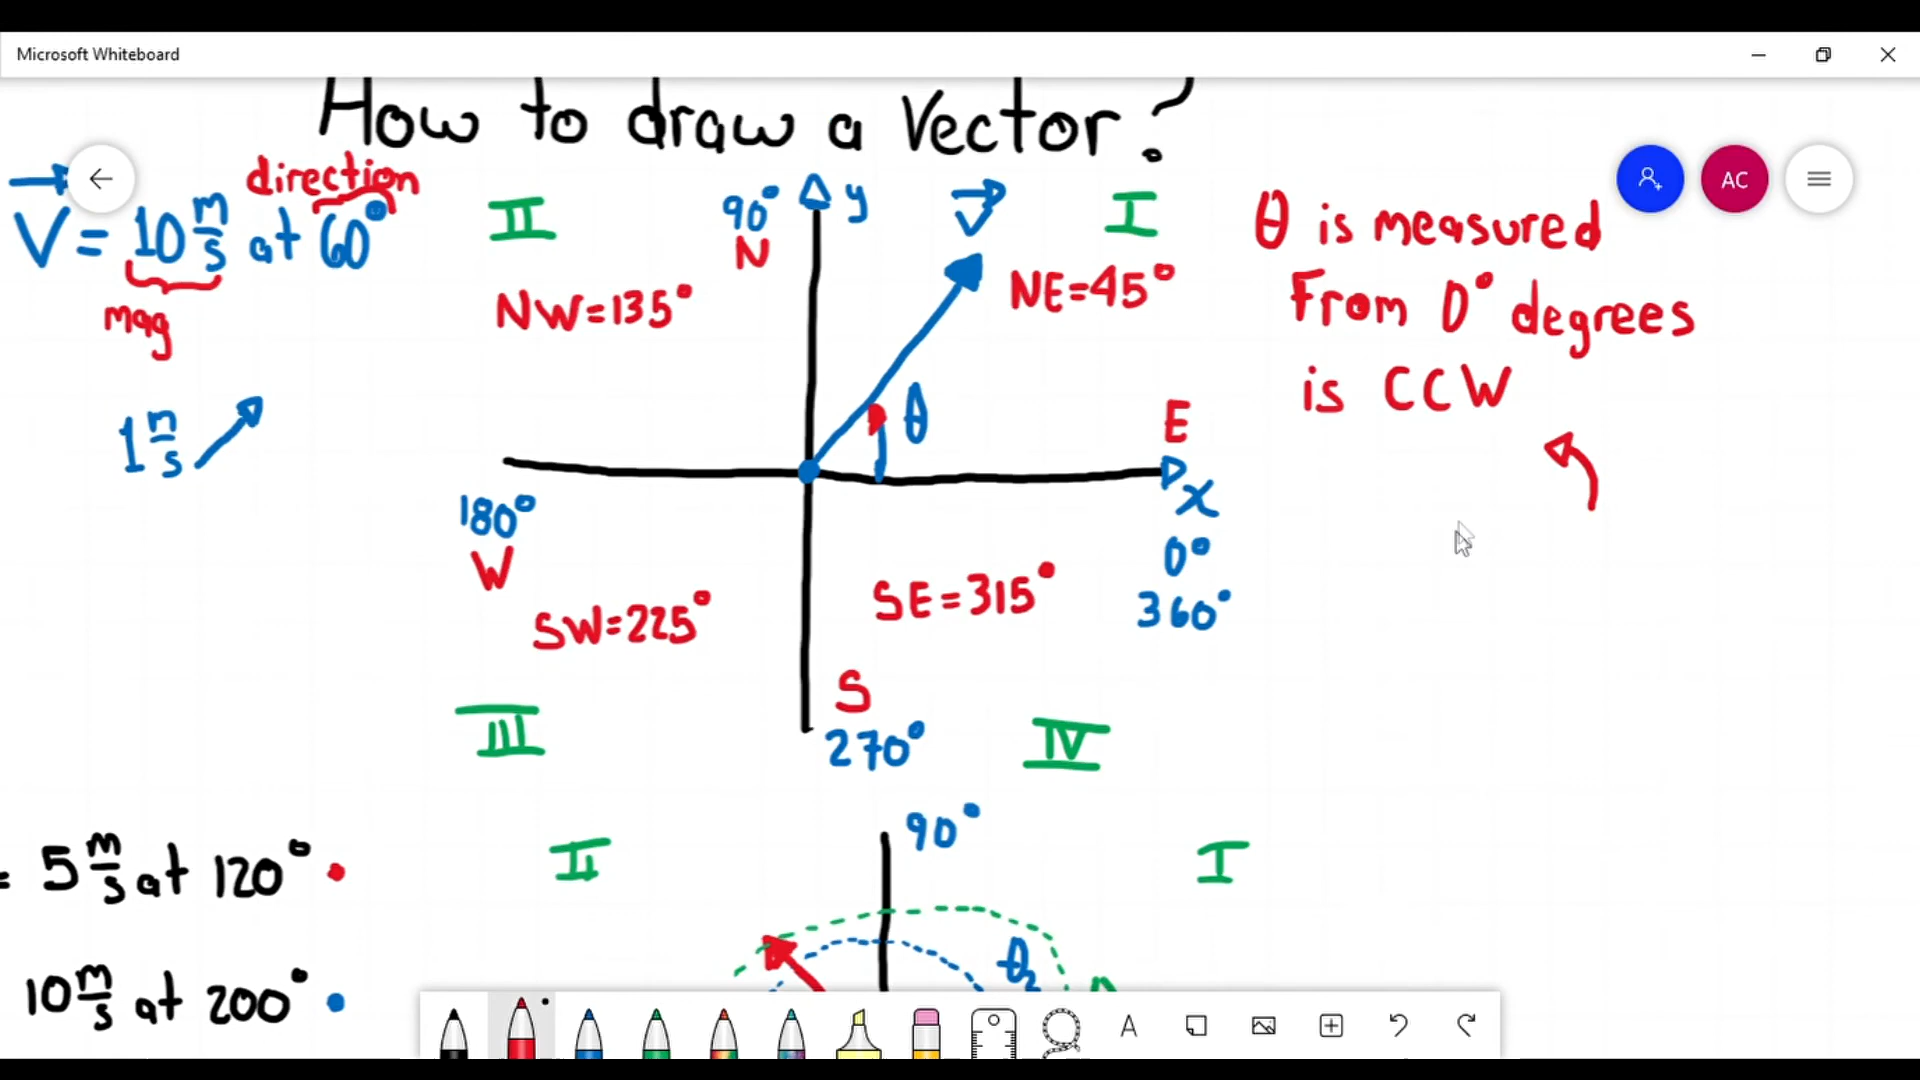 Microsoft Whiteboard
How to draw a Vector?
direction
V = 10 m/s at 60°
mag
1 m/s
II
90°
N
y
V
I
NW=135°
NE=45°
θ
E
x
0°
360°
180°
W
SW=225°
SE=315°
S
270°
III
IV
θ is measured
From 0° degrees
is CCW
AC
= 5 m/s at 120°
10 m/s at 200°
II
90°
I
θ2
A